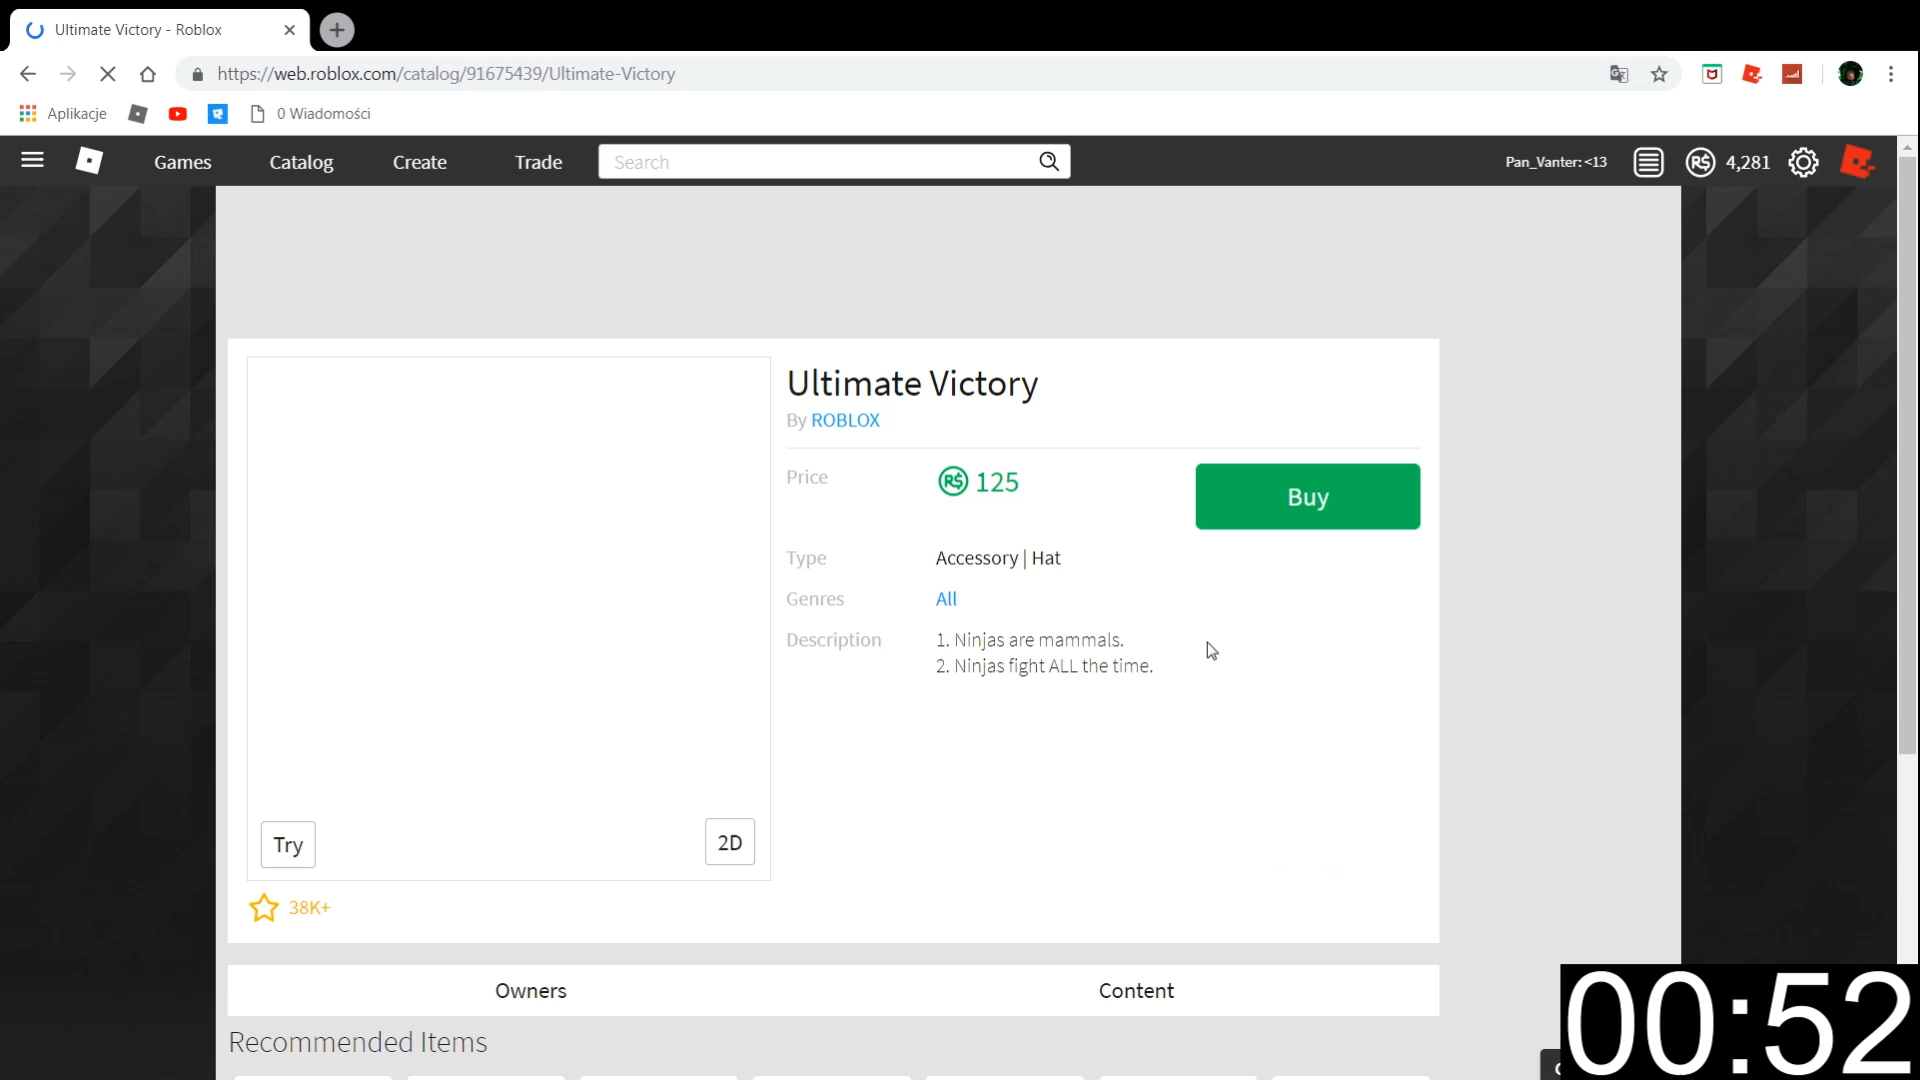 Ultimate Victory - Roblox
https://web.roblox.com/catalog/91675439/Ultimate-Victory
Aplikacje
0 Wiadomości
Games Catalog Create Trade Search Pan_Vanter: <13 R$ 4,281
Ultimate Victory
By ROBLOX
Price R$ 125 Buy
Type Accessory | Hat
Genres All
Description 1. Ninjas are mammals.
2. Ninjas fight ALL the time.
Try 2D
38K+
Owners Content
Recommended Items
00:52